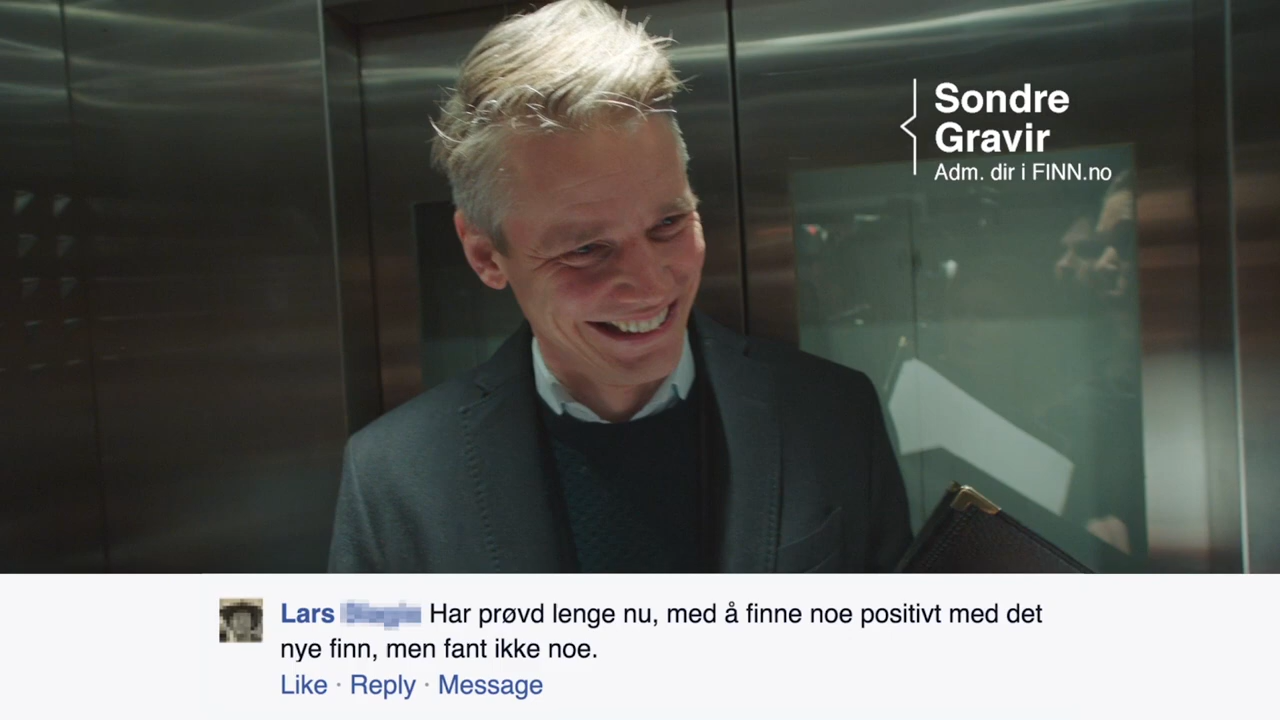 Sondre
Gravir
Adm. dir i FINN.no
Lars Har prøvd lenge nu, med å finne noe positivt med det
nye finn, men fant ikke noe.
Like · Reply · Message